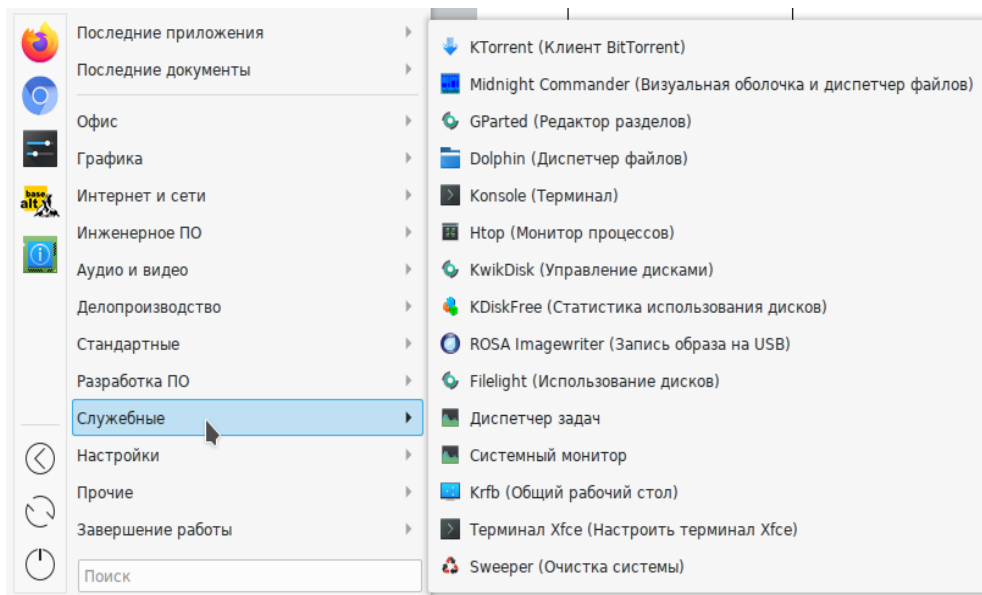 Последние приложения
Последние документы
Офис
Графика
Интернет и сети
Инженерное ПО
Аудио и видео
Делопроизводство
Стандартные
Разработка ПО
Служебные
Настройки
Прочие
Завершение работы
Поиск
base
alt
KTorrent (Клиент BitTorrent)
Midnight Commander (Визуальная оболочка и диспетчер файлов)
GParted (Редактор разделов)
Dolphin (Диспетчер файлов)
Konsole (Терминал)
Htop (Монитор процессов)
KwikDisk (Управление дисками)
KDiskFree (Статистика использования дисков)
ROSA Imagewriter (Запись образа на USB)
Filelight (Использование дисков)
Диспетчер задач
Системный монитор
Krfb (Общий рабочий стол)
Терминал Xfce (Настроить терминал Xfce)
Sweeper (Очистка системы)